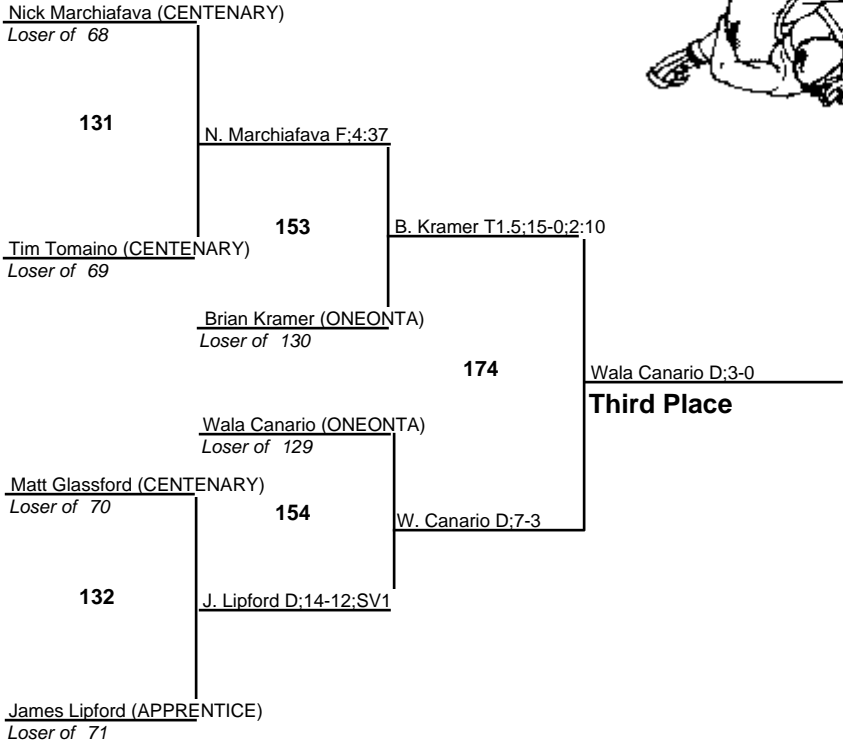 Nick Marchiafava (CENTENARY)
Loser of 68
131
N. Marchiafava F;4:37
153
B. Kramer T1.5;15-0;2:10
Tim Tomaino (CENTENARY)
Loser of 69
Brian Kramer (ONEONTA)
Loser of 130
174
Wala Canario D;3-0
Third Place
Wala Canario (ONEONTA)
Loser of 129
Matt Glassford (CENTENARY)
Loser of 70
154
W. Canario D;7-3
132
J. Lipford D;14-12;SV1
James Lipford (APPRENTICE)
Loser of 71